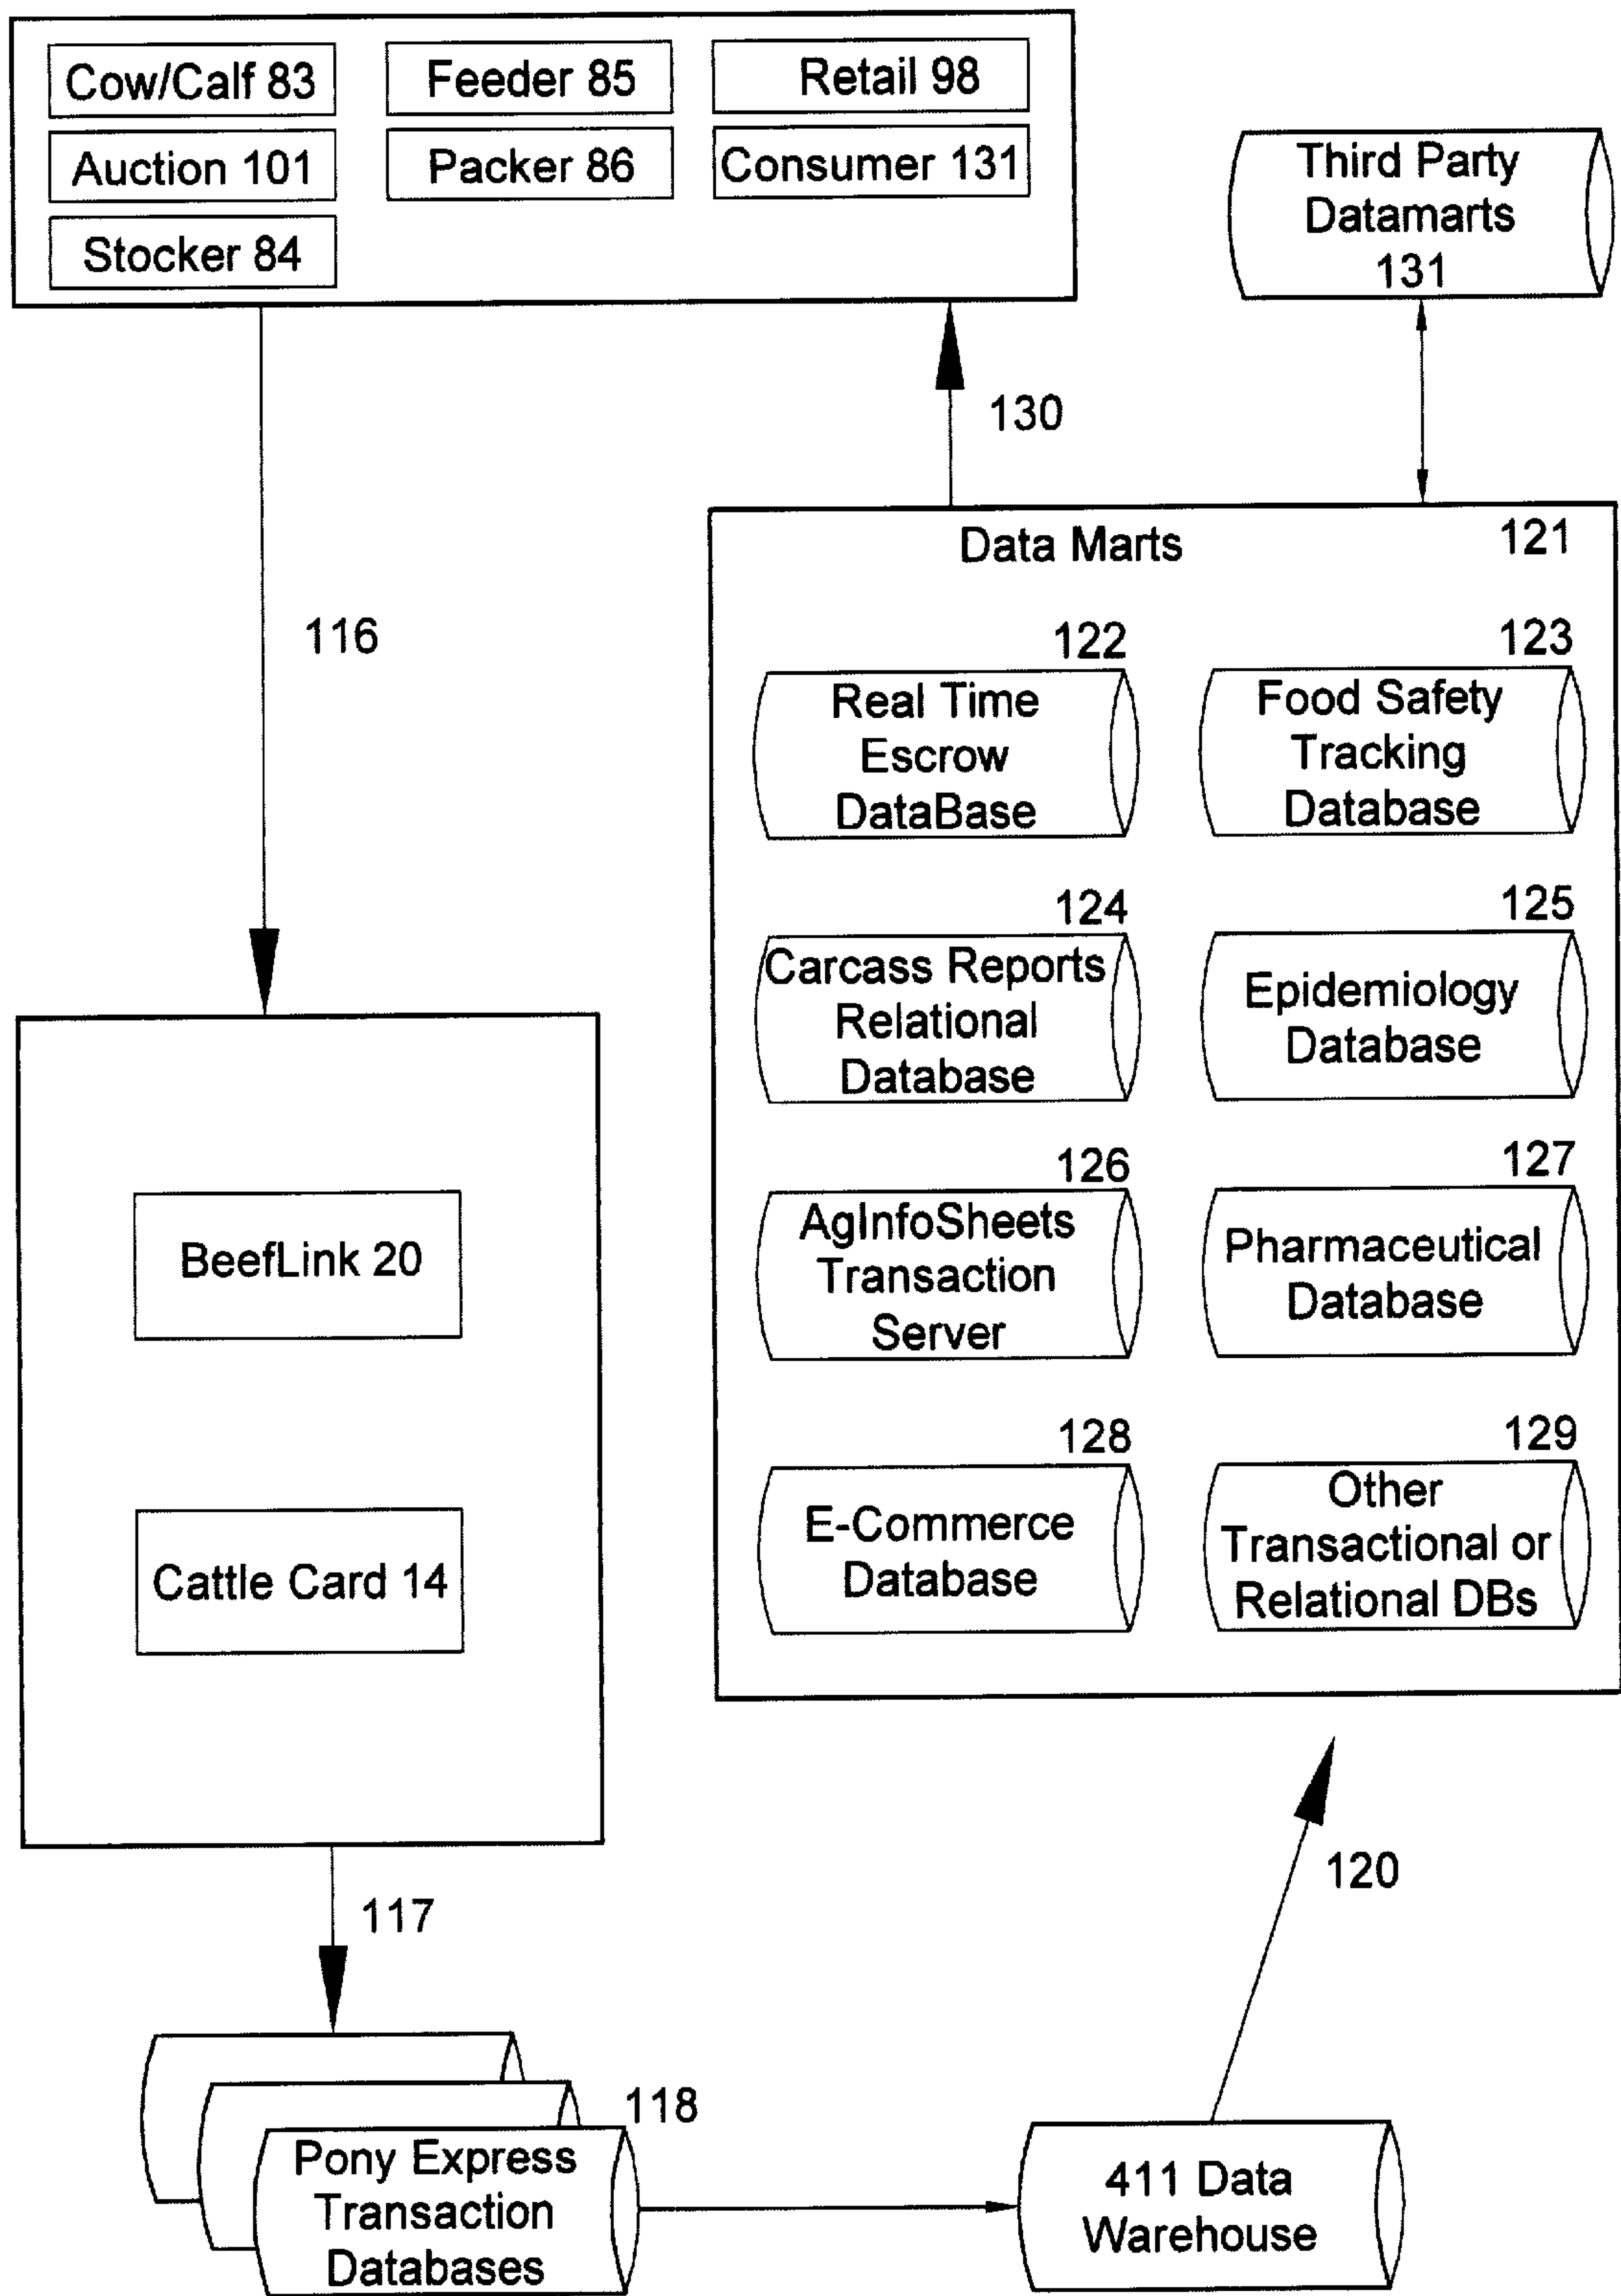 Cow/Calf 83
Feeder 85
Retail 98
Auction 101
Packer 86
Consumer 131
Stocker 84
Third Party
Datamarts
131
130
116
Data Marts
121
122
Real Time
Escrow
DataBase
123
Food Safety
Tracking
Database
124
Carcass Reports
Relational
Database
125
Epidemiology
Database
126
AgInfoSheets
Transaction
Server
127
Pharmaceutical
Database
128
E-Commerce
Database
129
Other
Transactional or
Relational DBs
BeefLink 20
Cattle Card 14
117
120
118
Pony Express
Transaction
Databases
411 Data
Warehouse